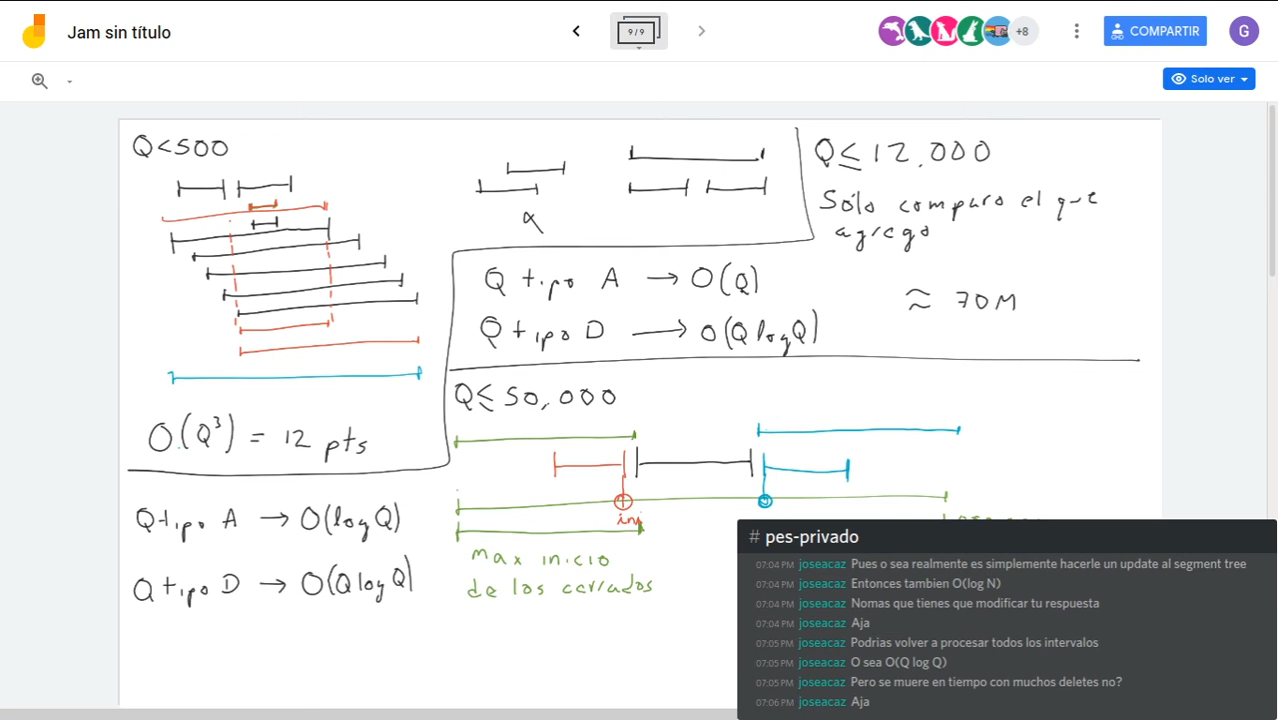 Jam sin título
9/9
+8
COMPARTIR
G
Solo ver
Q<500
O(Q³) = 12 pts
Q tipo A → O(logQ)
Q tipo D → O(QlogQ)
α
Q tipo A → O(Q)
Q tipo D → O(QlogQ)
Q≤12,000
Sólo comparo el que
agrego
≈ 70M
Q≤50,000
ini
max inicio
de los cerrados
# pes-privado
07:04 PM joseacaz Pues o sea realmente es simplemente hacerle un update al segment tree
07:04 PM joseacaz Entonces tambien O(log N)
07:04 PM joseacaz Nomas que tienes que modificar tu respuesta
07:04 PM joseacaz Aja
07:05 PM joseacaz Podrias volver a procesar todos los intervalos
07:05 PM joseacaz O sea O(Q log Q)
07:05 PM joseacaz Pero se muere en tiempo con muchos deletes no?
07:06 PM joseacaz Aja